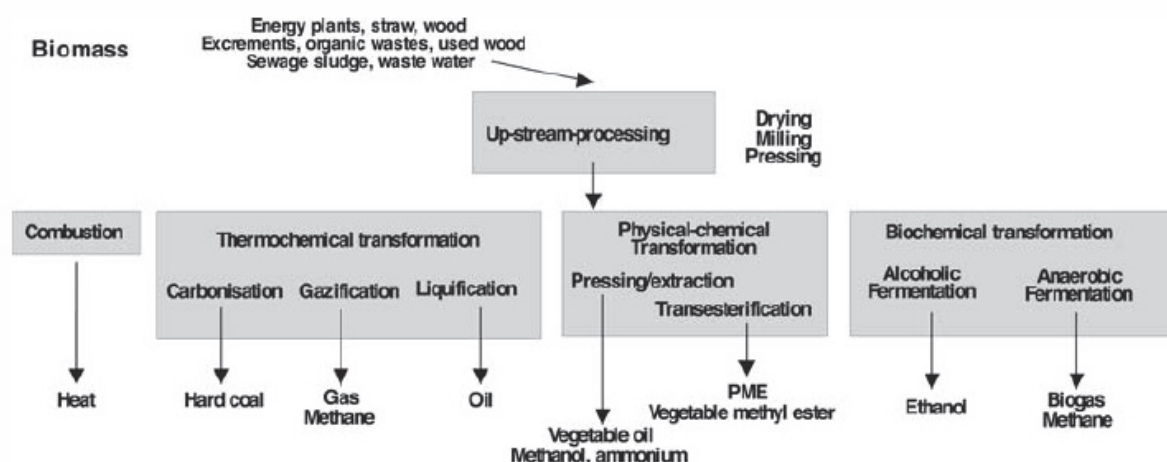 Biomass
Energy plants, straw, wood
Excrements, organic wastes, used wood
Sewage sludge, waste water
Up-stream-processing
Drying
Milling
Pressing
Combustion
Thermochemical transformation
Carbonisation
Gazification
Liquification
Physical-chemical
Transformation
Pressing/extraction
Transesterification
Biochemical transformation
Alcoholic
Fermentation
Anaerobic
Fermentation
Heat
Hard coal
Gas
Methane
Oil
Vegetable oil
Methanol, ammonium
PME
Vegetable methyl ester
Ethanol
Biogas
Methane